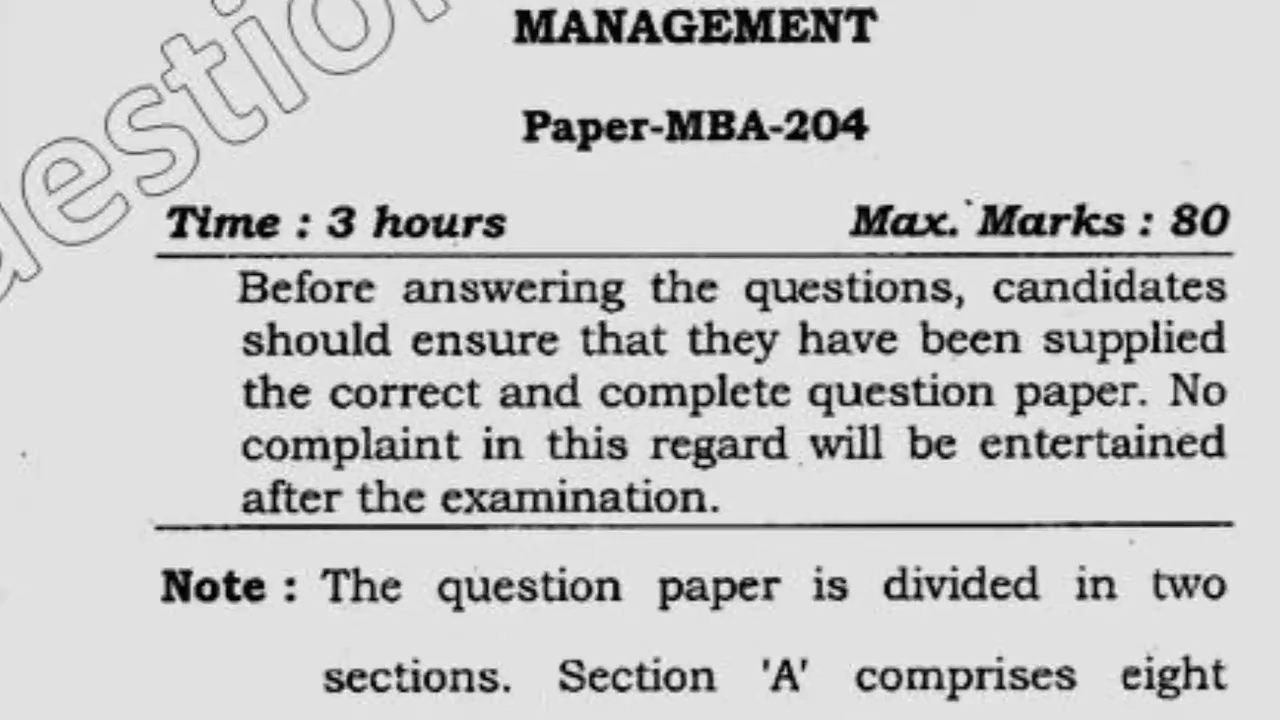 MANAGEMENT
Paper-MBA-204
Time : 3 hours Max. Marks : 80
Before answering the questions, candidates
should ensure that they have been supplied
the correct and complete question paper. No
complaint in this regard will be entertained
after the examination.
Note : The question paper is divided in two
sections. Section 'A' comprises eight